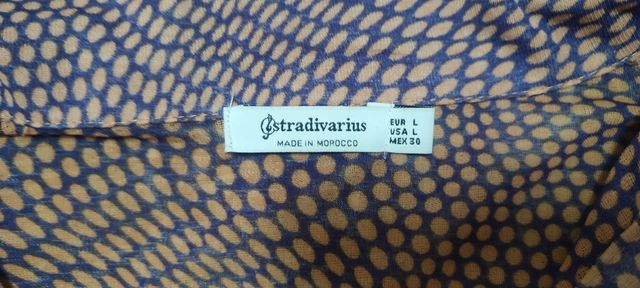 stradivarius
MADE IN MOROCCO
EUR L
USA L
MEX 30